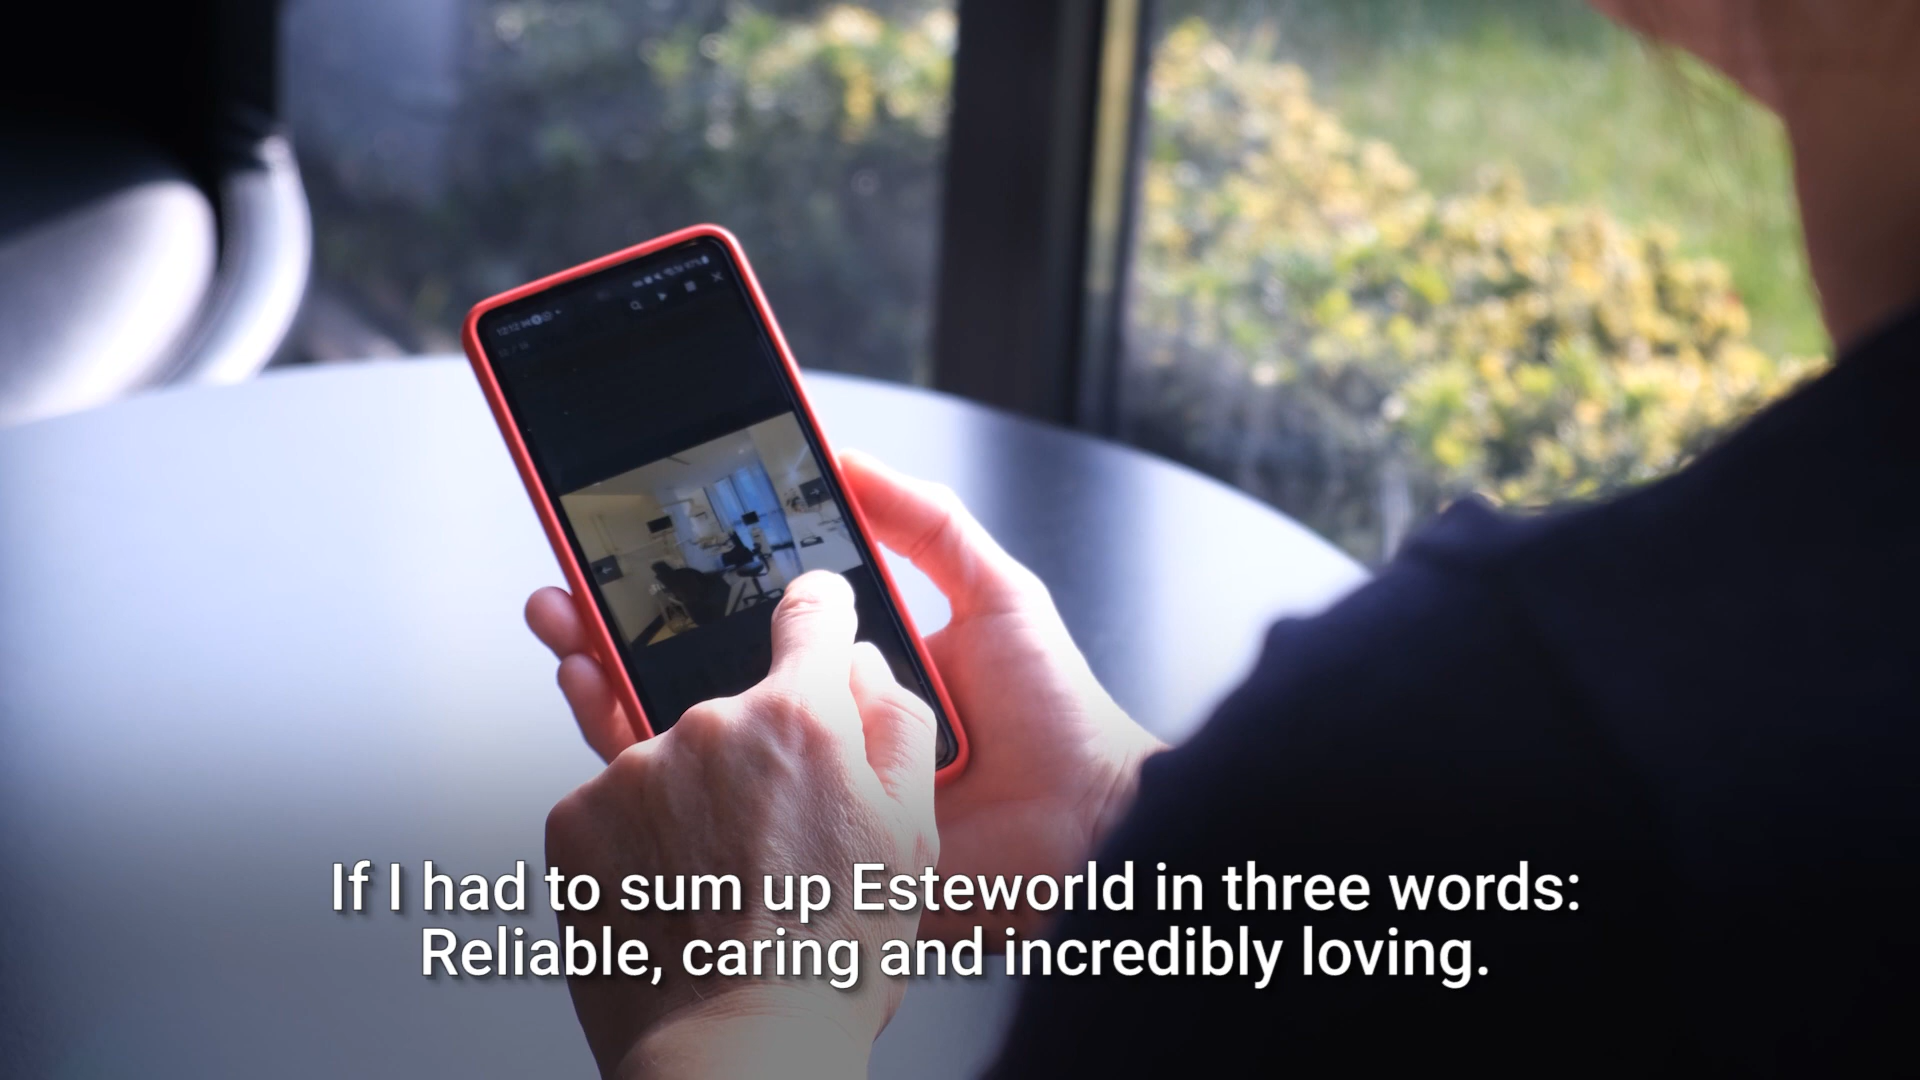 If I had to sum up Esteworld in three words:
Reliable, caring and incredibly loving.